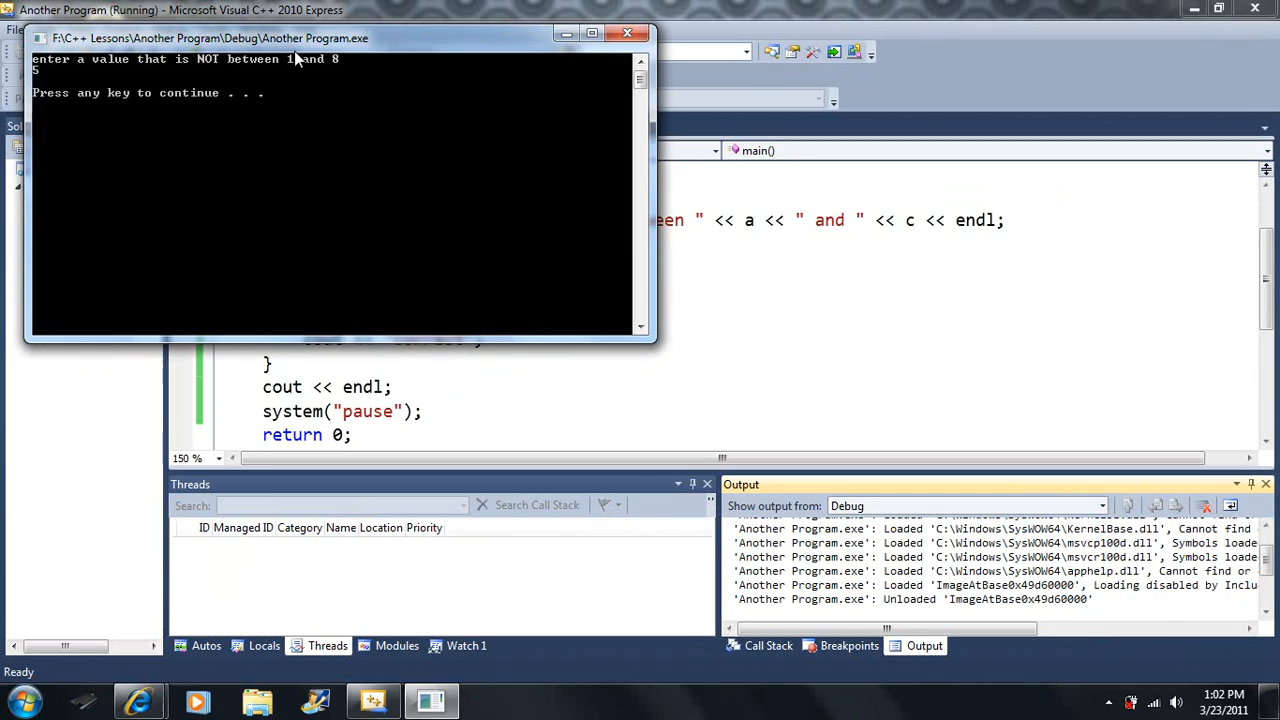 Another Program (Running) - Microsoft Visual C++ 2010 Express
File
F:\C++ Lessons\Another Program\Debug\Another Program.exe
enter a value that is NOT between 1 and 8
5
Press any key to continue . . .
Sol
main()
een " << a << " and " << c << endl;
}
cout << endl;
system("pause");
return 0;
150 %
Threads
Search:
Search Call Stack
ID Managed ID Category Name Location Priority
Output
Show output from: Debug
'Another Program.exe': Loaded 'C:\Windows\SysWOW64\KernelBase.dll', Cannot find
'Another Program.exe': Loaded 'C:\Windows\SysWOW64\msvcp100d.dll', Symbols loade
'Another Program.exe': Loaded 'C:\Windows\SysWOW64\msvcr100d.dll', Symbols loade
'Another Program.exe': Loaded 'C:\Windows\SysWOW64\apphelp.dll', Cannot find or
'Another Program.exe': Loaded 'ImageAtBase0x49d60000', Loading disabled by Inclu
'Another Program.exe': Unloaded 'ImageAtBase0x49d60000'
Autos Locals Threads Modules Watch 1
Call Stack Breakpoints Output
Ready
1:02 PM
3/23/2011